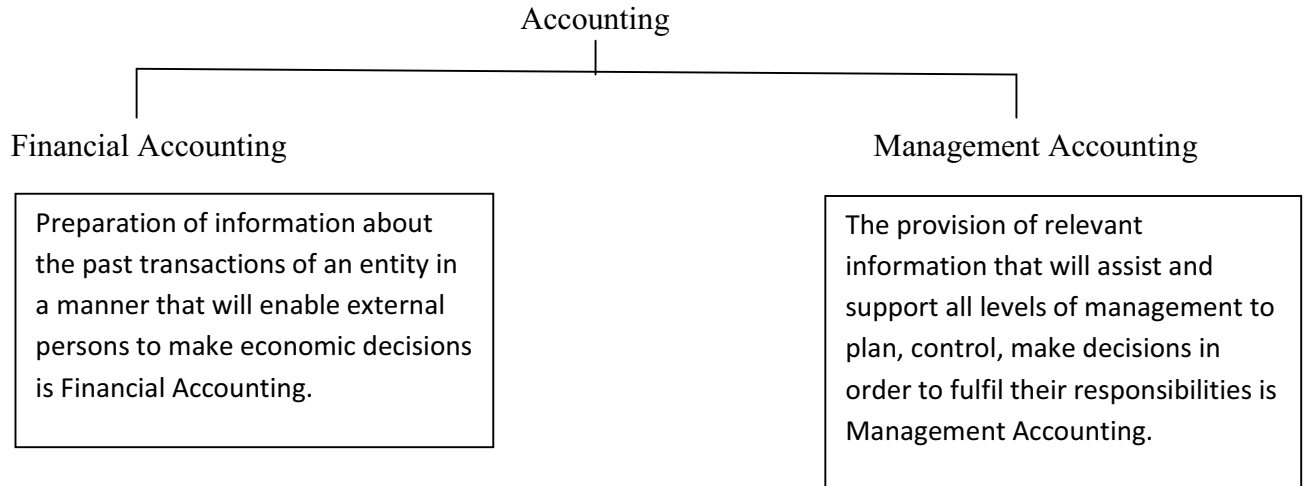 Accounting
Financial Accounting
Management Accounting
Preparation of information about
the past transactions of an entity in
a manner that will enable external
persons to make economic decisions
is Financial Accounting.
The provision of relevant
information that will assist and
support all levels of management to
plan, control, make decisions in
order to fulfil their responsibilities is
Management Accounting.